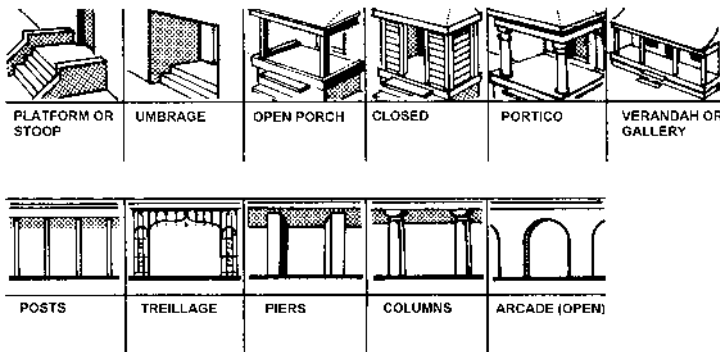 PLATFORM OR
STOOP
UMBRAGE
OPEN PORCH
CLOSED
PORTICO
VERANDAH OR
GALLERY
POSTS
TREILLAGE
PIERS
COLUMNS
ARCADE (OPEN)